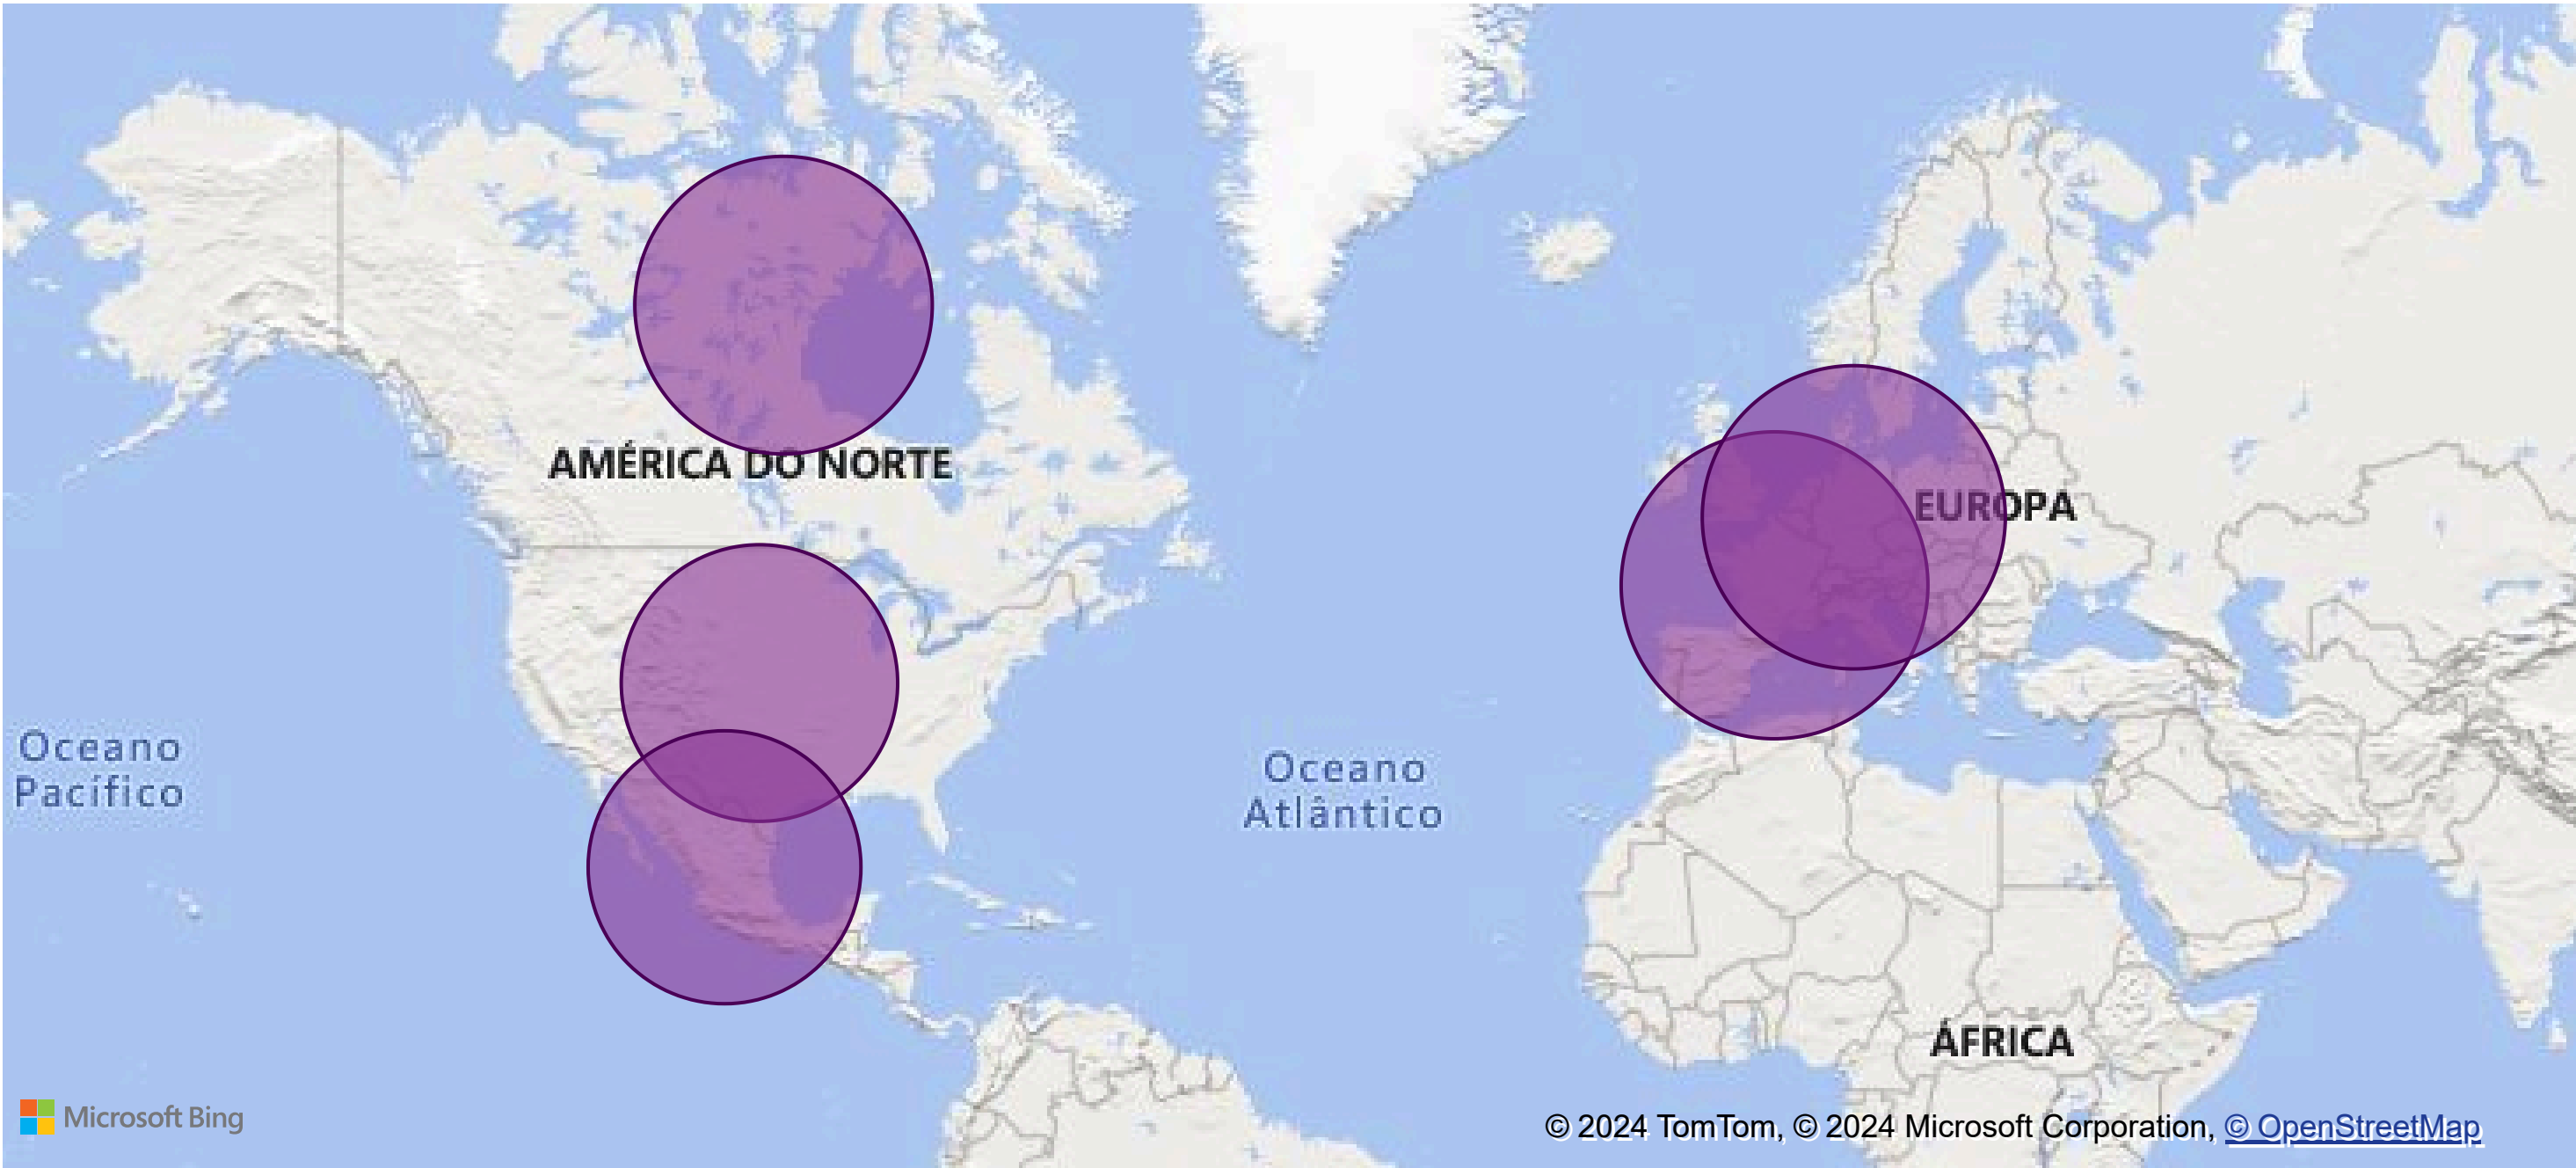 AMÉRICA DO NORTE
EUROPA
Oceano
Pacífico
Oceano
Atlântico
ÁFRICA
Microsoft Bing
© 2024 TomTom, © 2024 Microsoft Corporation, © OpenStreetMap